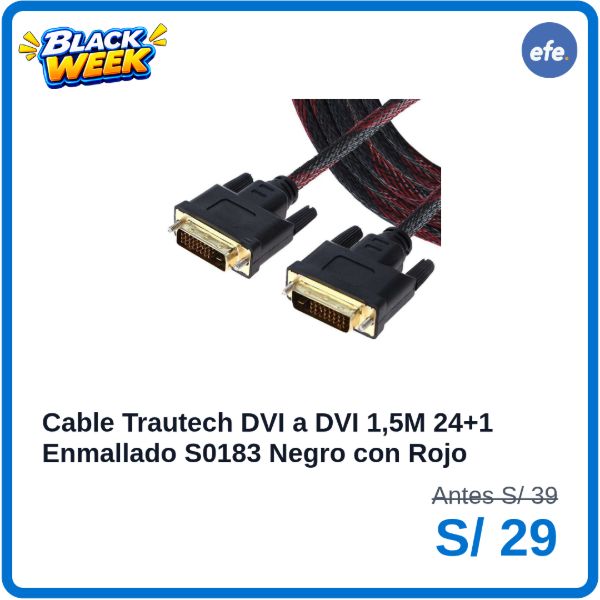 BLACK
WEEK
efe.
Cable Trautech DVI a DVI 1,5M 24+1
Enmallado S0183 Negro con Rojo
Antes S/ 39
S/ 29